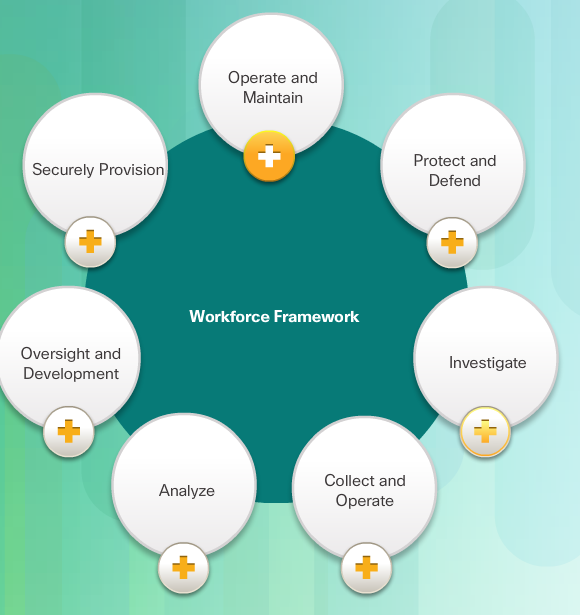 Operate and
Maintain
Securely Provision
Protect and
Defend
Workforce Framework
Oversight and
Development
Investigate
Analyze
Collect and
Operate